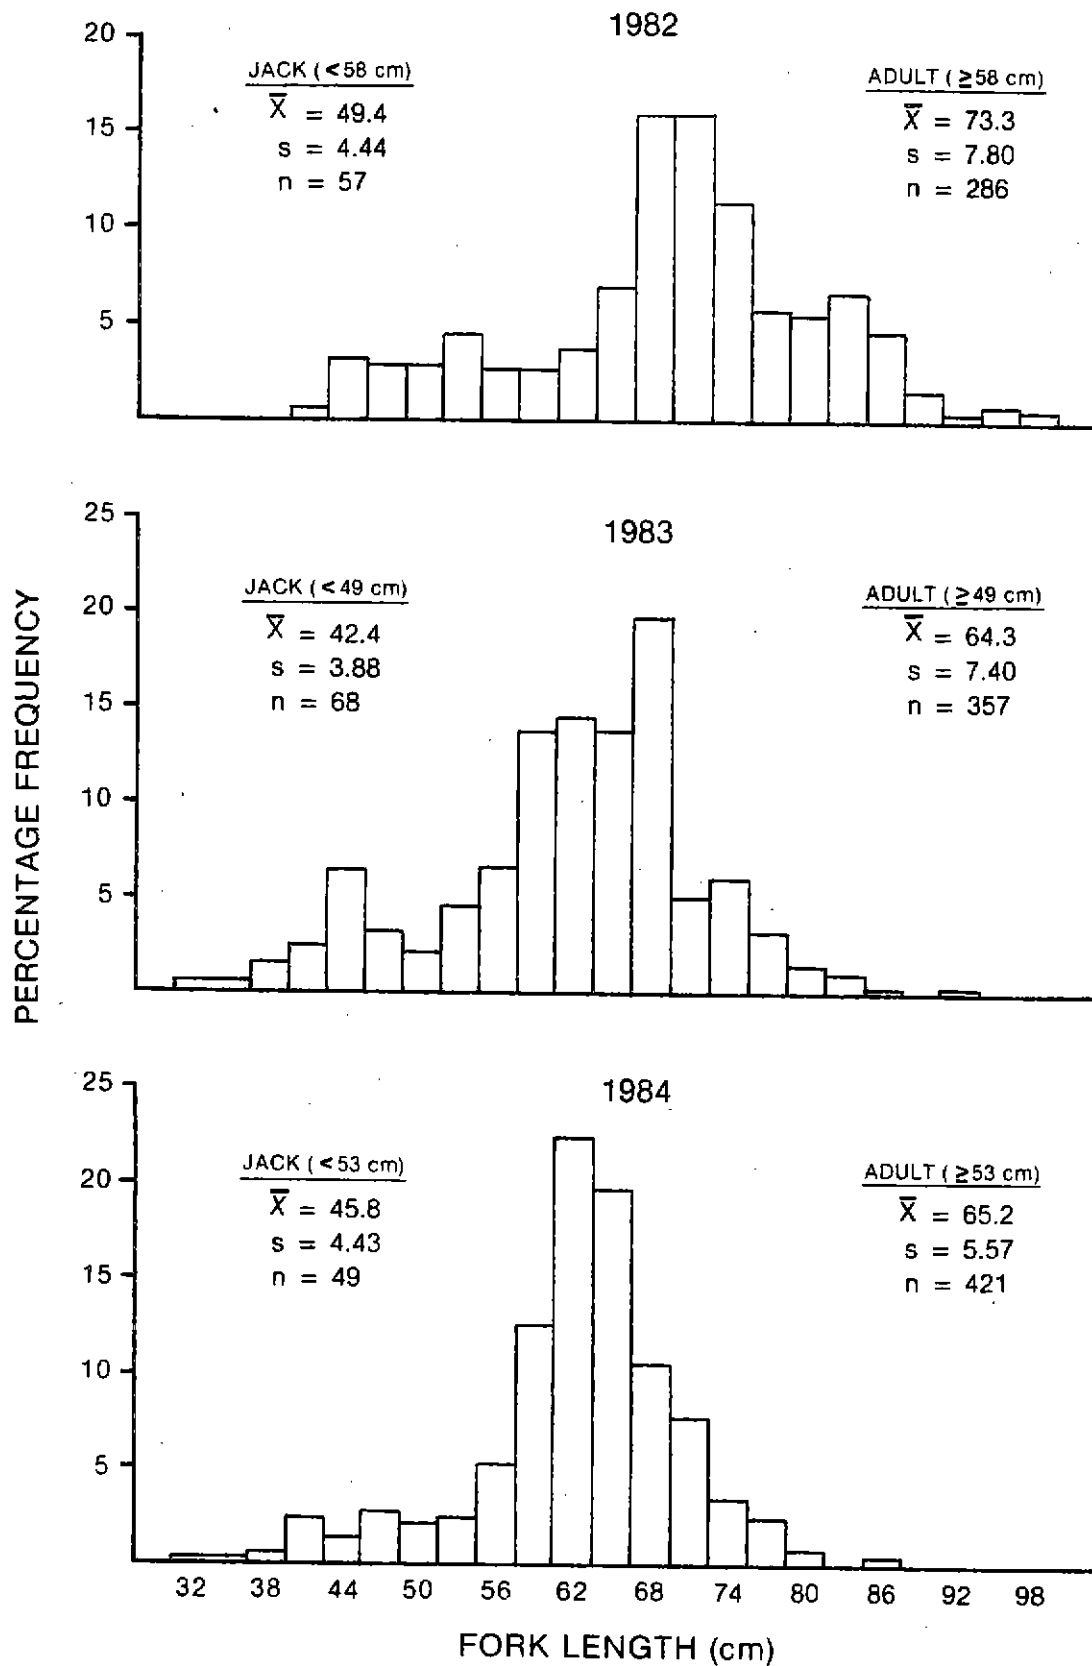 1982
JACK (<58 cm)
X̄ = 49.4
s = 4.44
n = 57
ADULT (≥58 cm)
X̄ = 73.3
s = 7.80
n = 286
20
15
10
5
1983
JACK (<49 cm)
X̄ = 42.4
s = 3.88
n = 68
ADULT (≥49 cm)
X̄ = 64.3
s = 7.40
n = 357
25
20
15
10
5
PERCENTAGE FREQUENCY
1984
JACK (<53 cm)
X̄ = 45.8
s = 4.43
n = 49
ADULT (≥53 cm)
X̄ = 65.2
s = 5.57
n = 421
25
20
15
10
5
32 38 44 50 56 62 68 74 80 86 92 98
FORK LENGTH (cm)